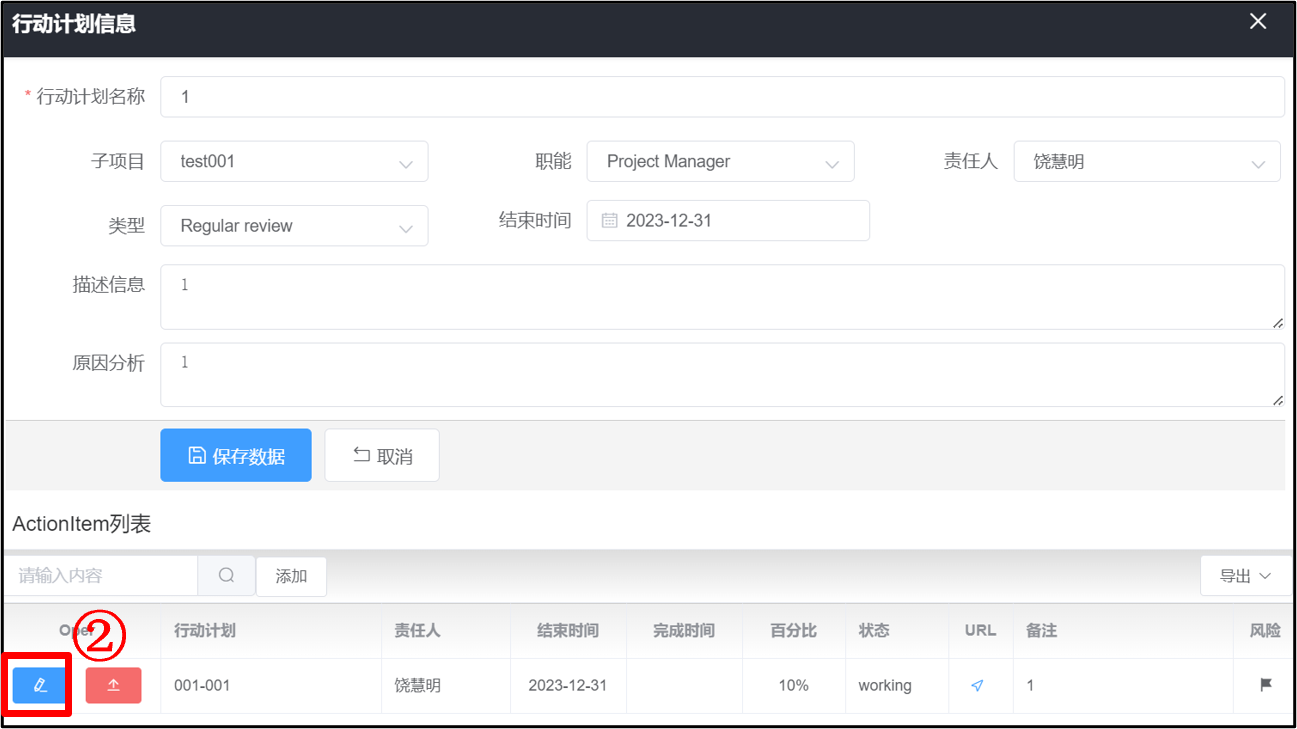 行动计划信息
* 行动计划名称 1
子项目 test001 职能 Project Manager 责任人 饶慧明
类型 Regular review 结束时间 2023-12-31
描述信息 1
原因分析 1
保存数据 取消
ActionItem列表
请输入内容 添加 导出
Oper 行动计划 责任人 结束时间 完成时间 百分比 状态 URL 备注 风险
②
001-001 饶慧明 2023-12-31 10% working 1